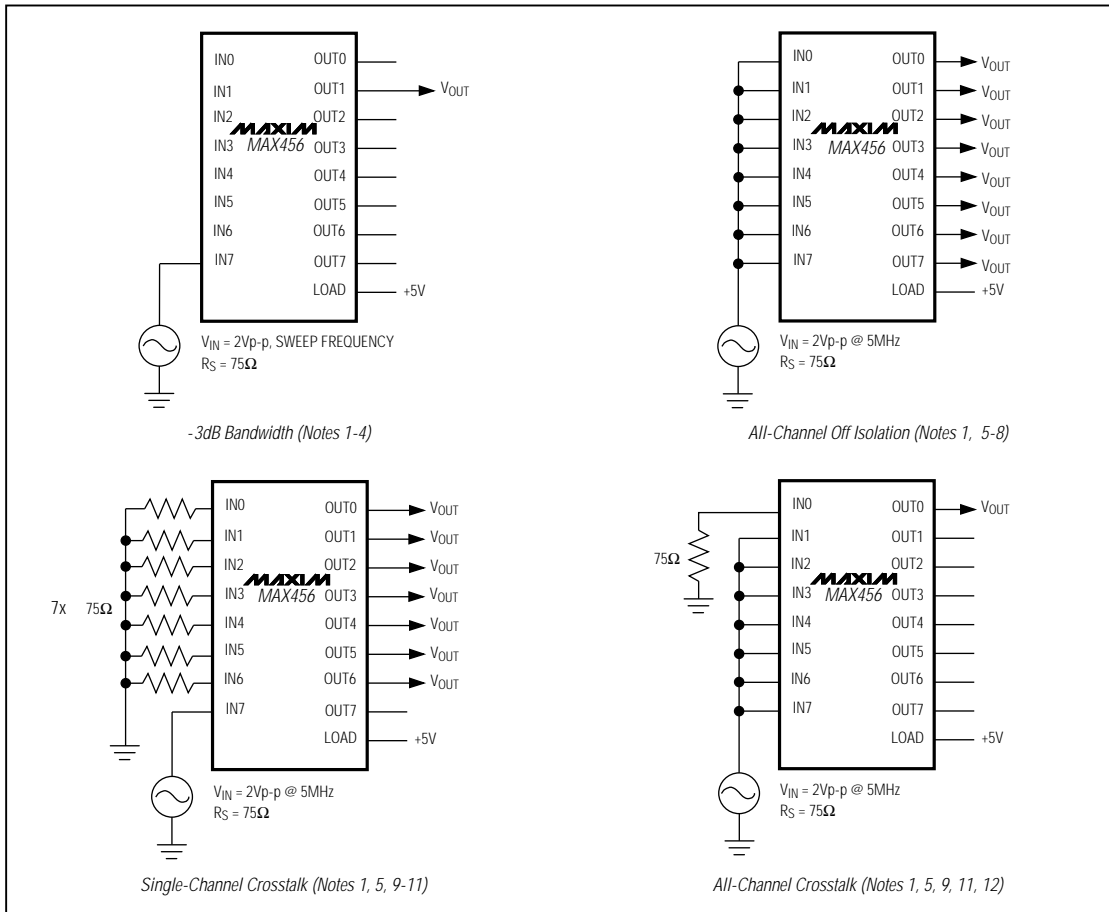 IN0 OUT0
IN1 OUT1 VOUT
IN2 OUT2
MAXIM
IN3 MAX456 OUT3
IN4 OUT4
IN5 OUT5
IN6 OUT6
IN7 OUT7
LOAD +5V
VIN = 2Vp-p, SWEEP FREQUENCY
RS = 75Ω
-3dB Bandwidth (Notes 1-4)
IN0 OUT0 VOUT
IN1 OUT1 VOUT
IN2 OUT2 VOUT
MAXIM
IN3 MAX456 OUT3 VOUT
IN4 OUT4 VOUT
IN5 OUT5 VOUT
IN6 OUT6 VOUT
IN7 OUT7 VOUT
LOAD +5V
VIN = 2Vp-p @ 5MHz
RS = 75Ω
All-Channel Off Isolation (Notes 1, 5-8)
IN0 OUT0 VOUT
IN1 OUT1 VOUT
IN2 OUT2 VOUT
MAXIM
7x 75Ω IN3 MAX456 OUT3 VOUT
IN4 OUT4 VOUT
IN5 OUT5 VOUT
IN6 OUT6 VOUT
IN7 OUT7
LOAD +5V
VIN = 2Vp-p @ 5MHz
RS = 75Ω
Single-Channel Crosstalk (Notes 1, 5, 9-11)
IN0 OUT0 VOUT
IN1 OUT1
75Ω IN2 OUT2
MAXIM
IN3 MAX456 OUT3
IN4 OUT4
IN5 OUT5
IN6 OUT6
IN7 OUT7
LOAD +5V
VIN = 2Vp-p @ 5MHz
RS = 75Ω
All-Channel Crosstalk (Notes 1, 5, 9, 11, 12)